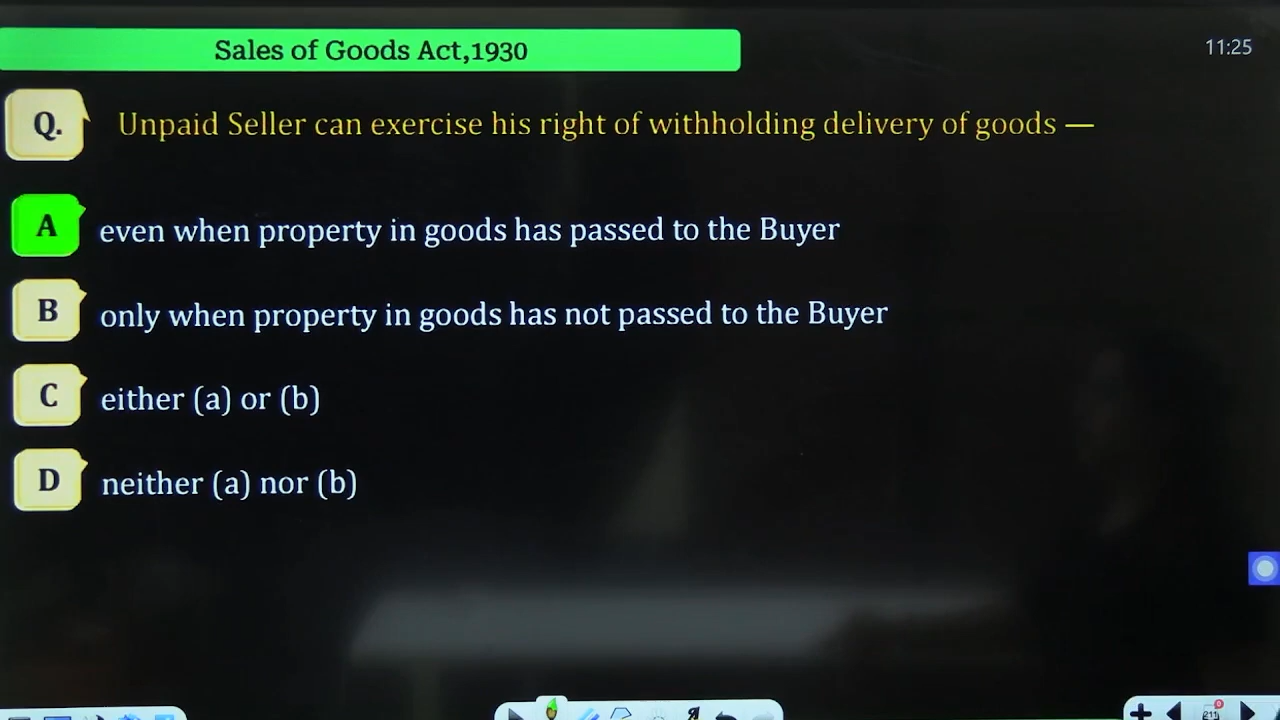 Sales of Goods Act,1930
11:25
Q. Unpaid Seller can exercise his right of withholding delivery of goods —
A even when property in goods has passed to the Buyer
B only when property in goods has not passed to the Buyer
C either (a) or (b)
D neither (a) nor (b)
211